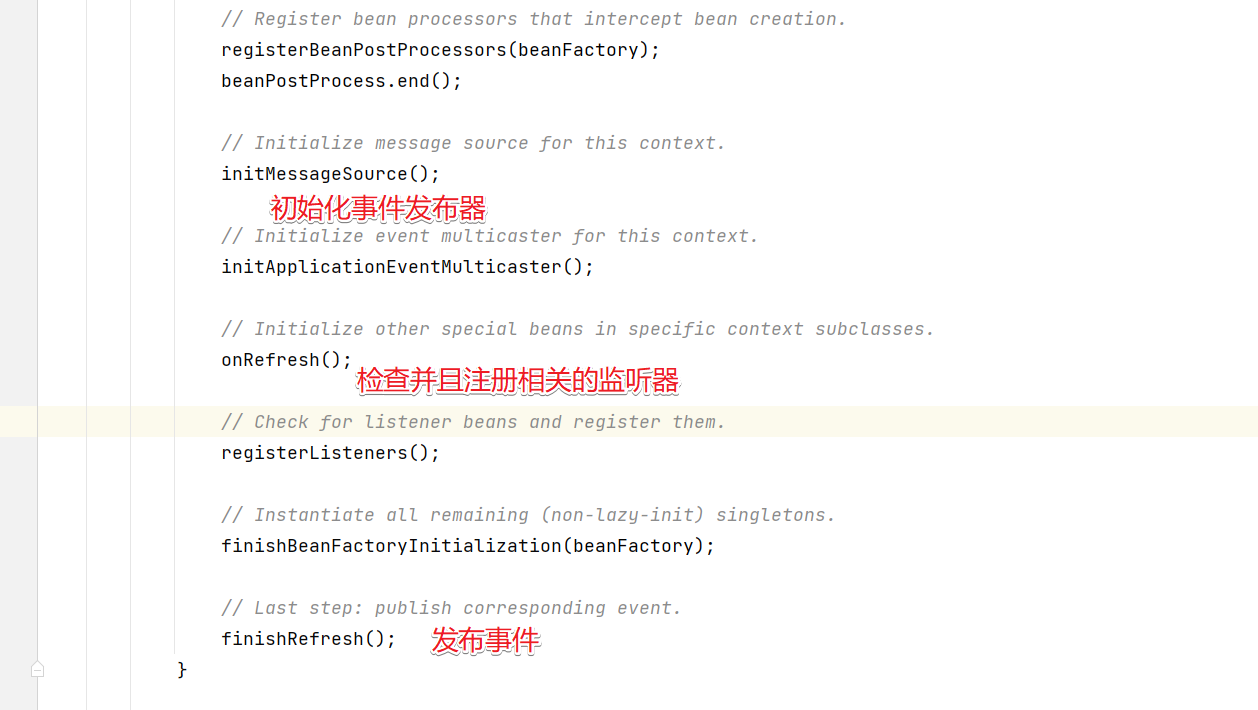 // Register bean processors that intercept bean creation.
registerBeanPostProcessors(beanFactory);
beanPostProcess.end();
// Initialize message source for this context.
initMessageSource();
初始化事件发布器
// Initialize event multicaster for this context.
initApplicationEventMulticaster();
// Initialize other special beans in specific context subclasses.
onRefresh();
检查并且注册相关的监听器
// Check for listener beans and register them.
registerListeners();
// Instantiate all remaining (non-lazy-init) singletons.
finishBeanFactoryInitialization(beanFactory);
// Last step: publish corresponding event.
finishRefresh(); 发布事件
}